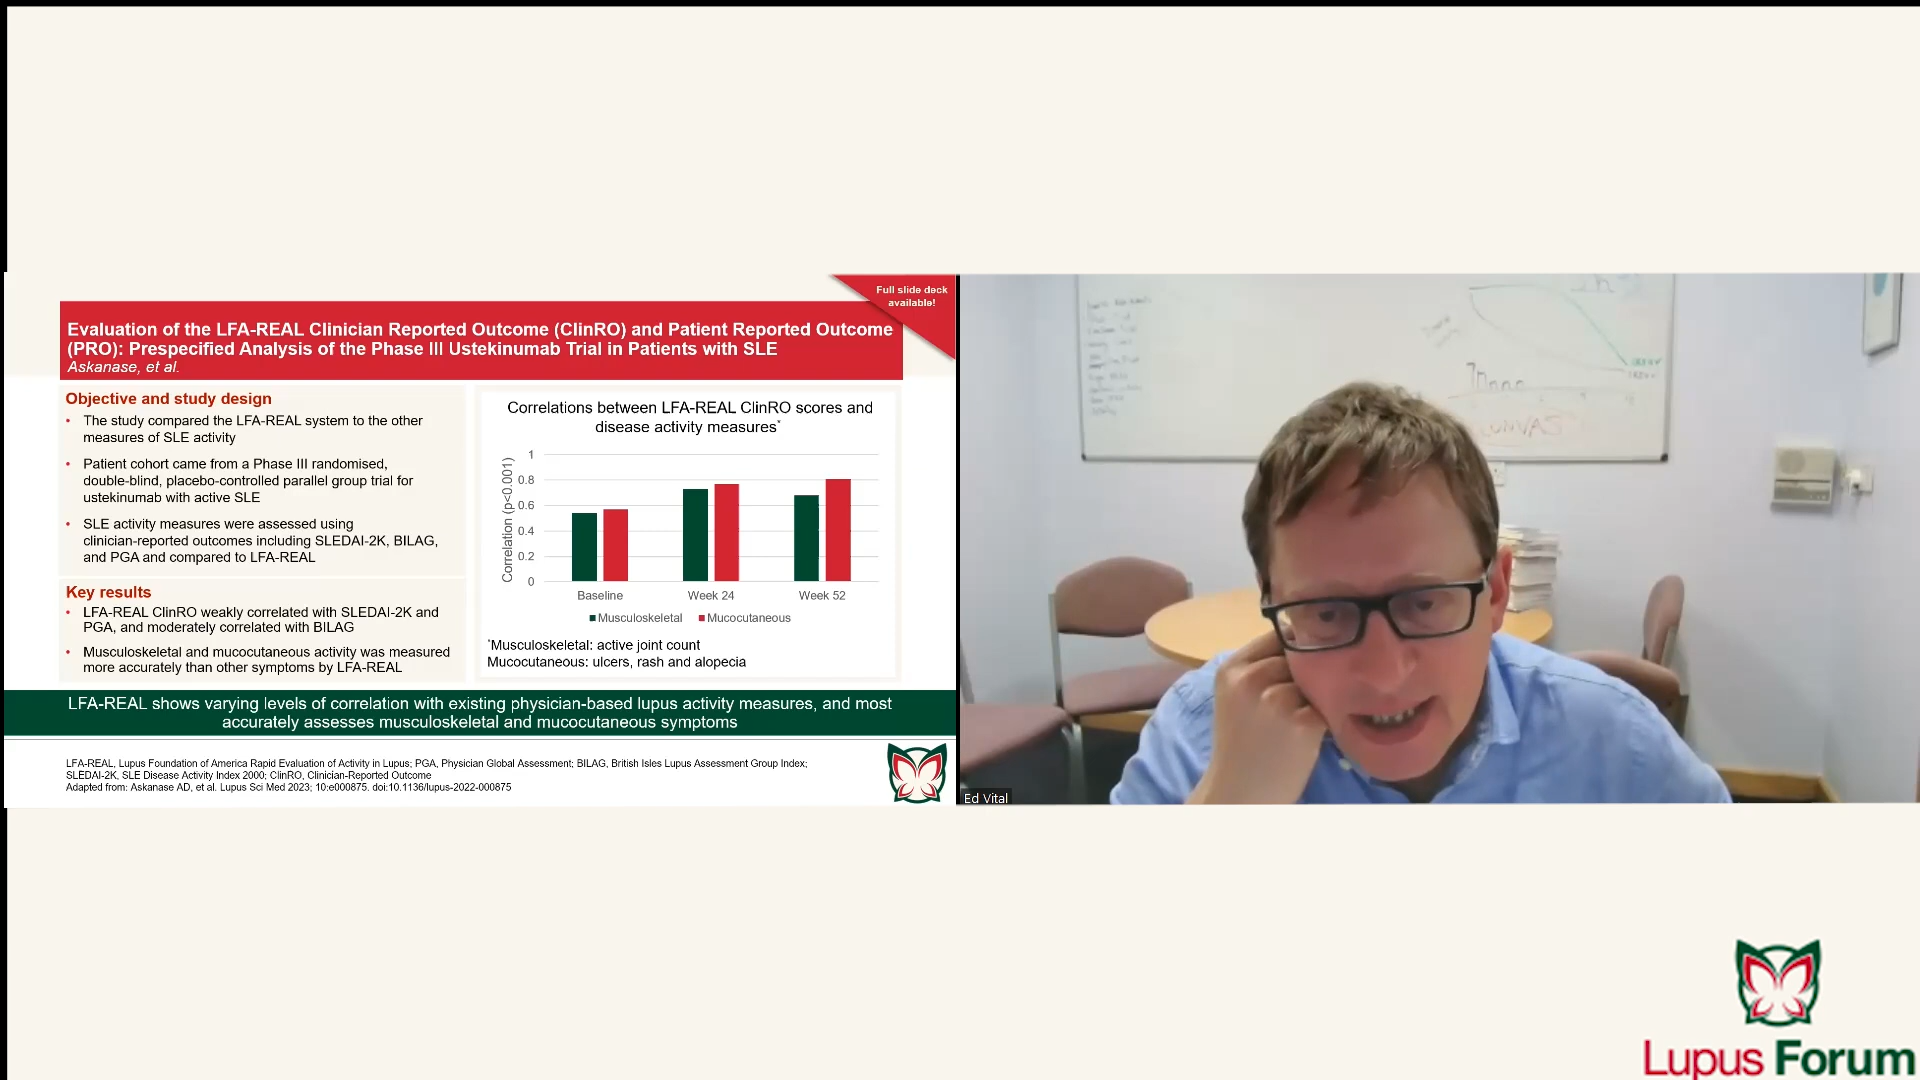 Full slide deck
available!
Evaluation of the LFA-REAL Clinician Reported Outcome (ClinRO) and Patient Reported Outcome
(PRO): Prespecified Analysis of the Phase III Ustekinumab Trial in Patients with SLE
Askanase, et al.
Objective and study design
• The study compared the LFA-REAL system to the other
measures of SLE activity
• Patient cohort came from a Phase III randomised,
double-blind, placebo-controlled parallel group trial for
ustekinumab with active SLE
• SLE activity measures were assessed using
clinician-reported outcomes including SLEDAI-2K, BILAG,
and PGA and compared to LFA-REAL
Key results
• LFA-REAL ClinRO weakly correlated with SLEDAI-2K and
PGA, and moderately correlated with BILAG
• Musculoskeletal and mucocutaneous activity was measured
more accurately than other symptoms by LFA-REAL
Correlations between LFA-REAL ClinRO scores and
disease activity measures*
Correlation (p<0.001)
1
0.8
0.6
0.4
0.2
0
Baseline Week 24 Week 52
Musculoskeletal Mucocutaneous
*Musculoskeletal: active joint count
Mucocutaneous: ulcers, rash and alopecia
LFA-REAL shows varying levels of correlation with existing physician-based lupus activity measures, and most
accurately assesses musculoskeletal and mucocutaneous symptoms
LFA-REAL, Lupus Foundation of America Rapid Evaluation of Activity in Lupus; PGA, Physician Global Assessment; BILAG, British Isles Lupus Assessment Group Index;
SLEDAI-2K, SLE Disease Activity Index 2000; ClinRO, Clinician-Reported Outcome
Adapted from: Askanase AD, et al. Lupus Sci Med 2023; 10:e000875. doi:10.1136/lupus-2022-000875
Ed Vital
Lupus Forum